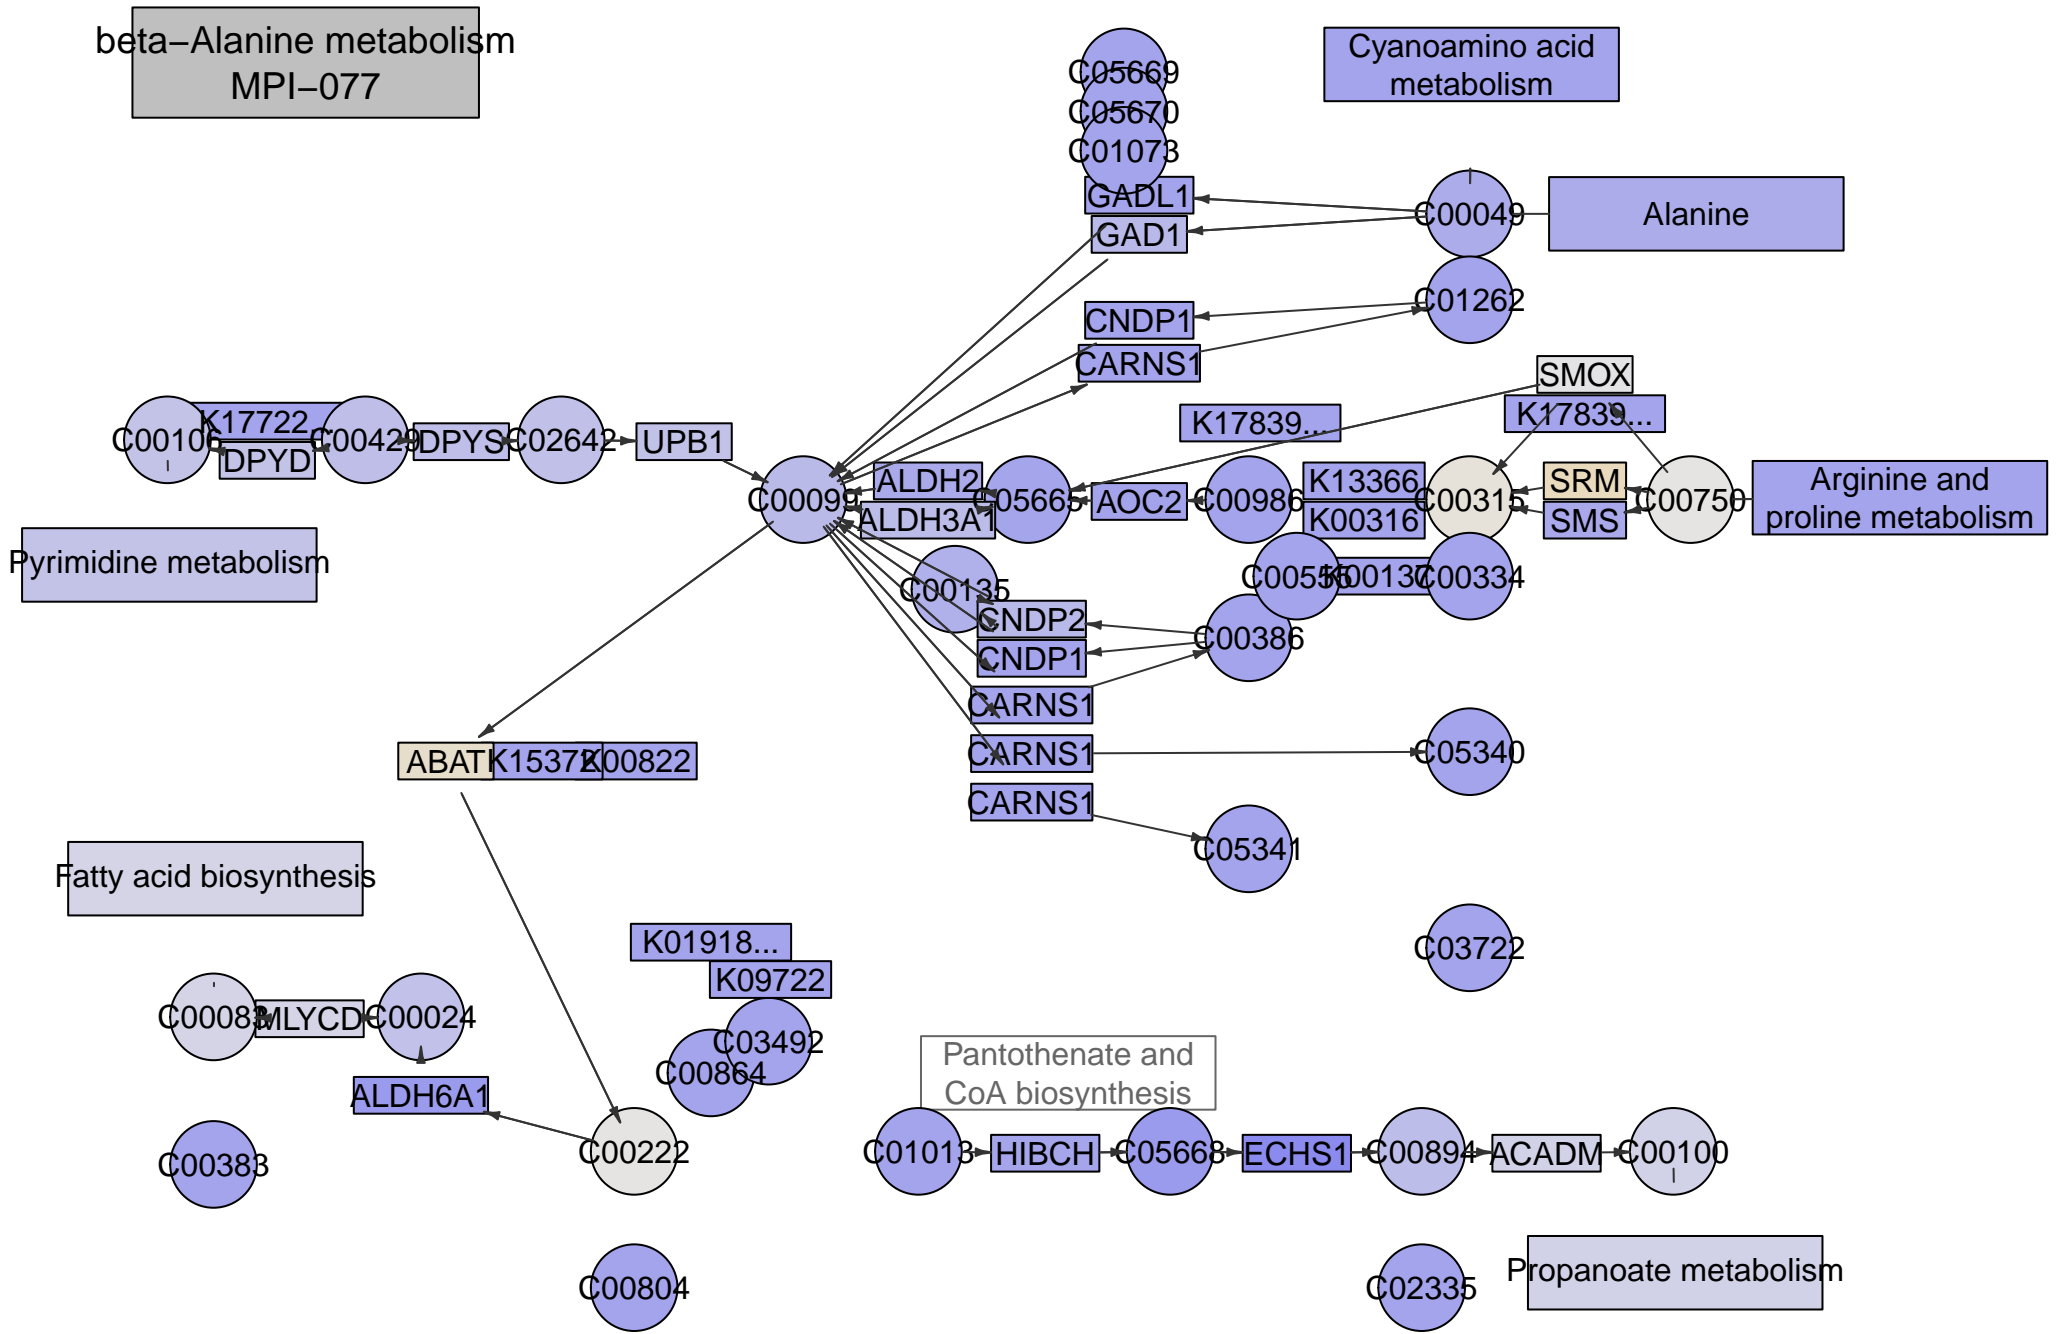 beta−Alanine metabolism
MPI−077
C05669
C05670
C01073
Cyanoamino acid
metabolism
GADL1
GAD1
C00049
Alanine
C01262
CNDP1
CARNS1
SMOX
K17839...
K17839...
C00106
K17722...
DPYD
C00429
DPYS
C02642
UPB1
C00099
ALDH2
ALDH3A1
C05665
AOC2
C00986
K13366
K00316
C00315
SRM
SMS
C00750
Arginine and
proline metabolism
Pyrimidine metabolism
C00135
C00555
K00137
C00334
CNDP2
CNDP1
C00386
CARNS1
CARNS1
CARNS1
C05340
C05341
ABAT
K15372
K00822
Fatty acid biosynthesis
K01918...
K09722
C03722
C00083
MLYCD
C00024
C03492
C00864
ALDH6A1
Pantothenate and
CoA biosynthesis
C00383
C00222
C01013
HIBCH
C05668
ECHS1
C00894
ACADM
C00100
C00804
C02335
Propanoate metabolism